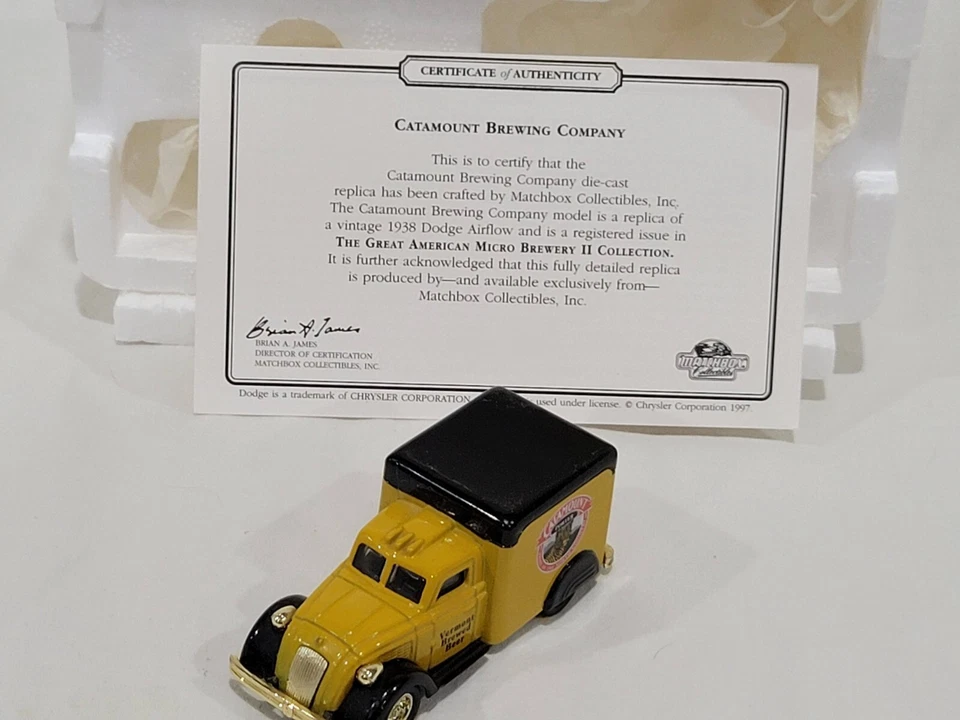 CERTIFICATE of AUTHENTICITY
CATAMOUNT BREWING COMPANY
This is to certify that the
Catamount Brewing Company die-cast
replica has been crafted by Matchbox Collectibles, Inc.
The Catamount Brewing Company model is a replica of
a vintage 1938 Dodge Airflow and is a registered issue in
THE GREAT AMERICAN MICRO BREWERY II COLLECTION.
It is further acknowledged that this fully detailed replica
is produced by—and available exclusively from—
Matchbox Collectibles, Inc.
Brian A. James
BRIAN A. JAMES
DIRECTOR OF CERTIFICATION
MATCHBOX COLLECTIBLES, INC.
MATCHBOX
Collectibles
Dodge is a trademark of CHRYSLER CORPORATION used under license. © Chrysler Corporation 1997.
CATAMOUNT
Vermont
Brewed
Beer